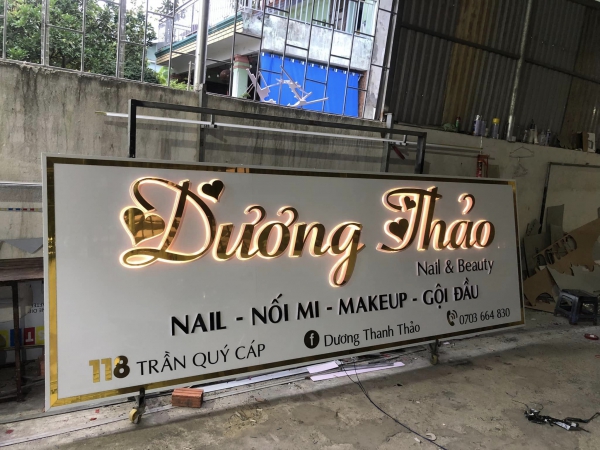 Dương Thảo
Nail & Beauty
NAIL - NỐI MI - MAKEUP - GỘI ĐẦU
118 TRẦN QUÝ CÁP
f Dương Thanh Thảo
0703 664 830